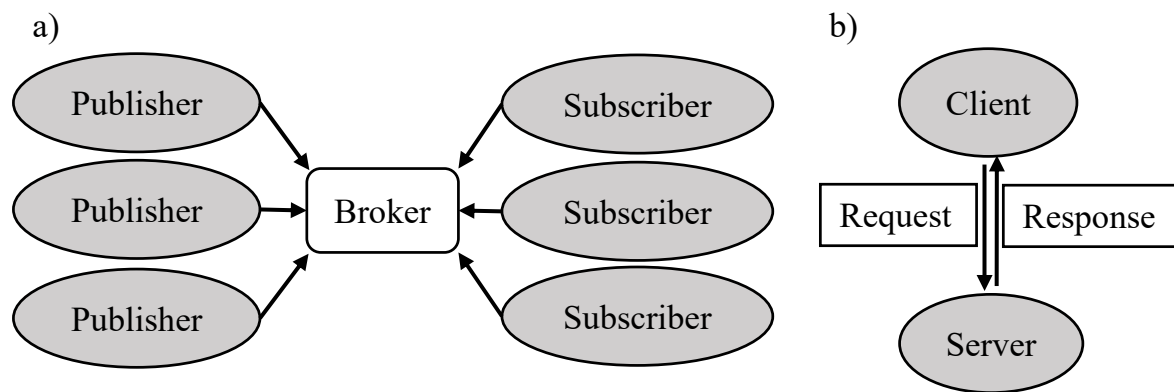 a)
Publisher
Publisher
Publisher
Broker
Subscriber
Subscriber
Subscriber
b)
Client
Request
Response
Server